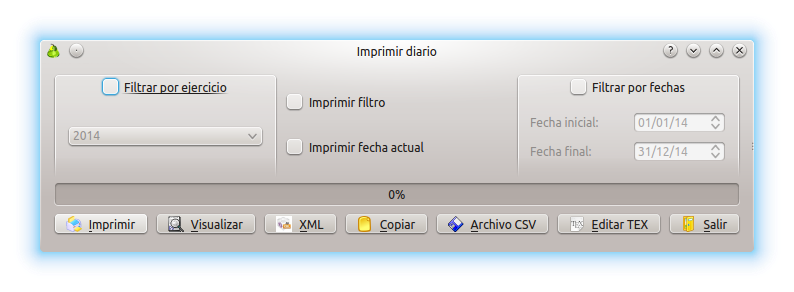 Imprimir diario
Filtrar por ejercicio
2014
Imprimir filtro
Imprimir fecha actual
Filtrar por fechas
Fecha inicial: 01/01/14
Fecha final: 31/12/14
0%
Imprimir Visualizar XML Copiar Archivo CSV Editar TEX Salir